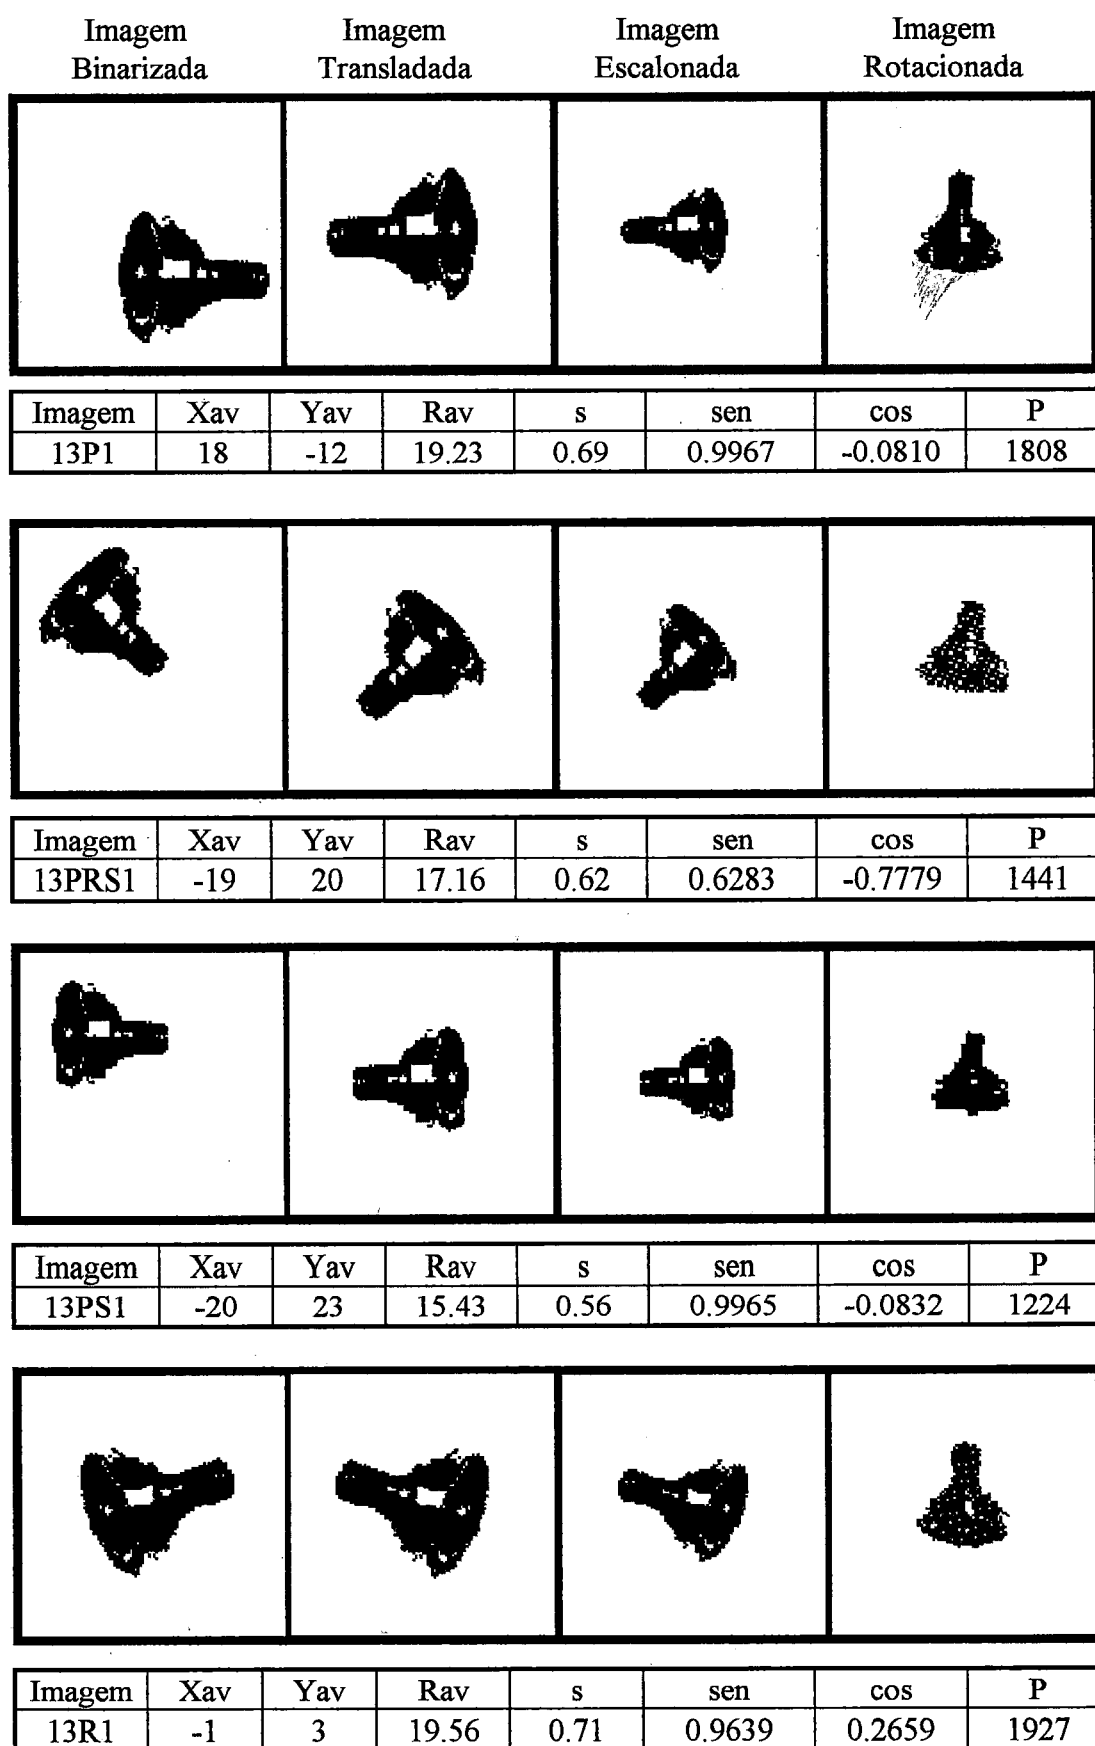 Imagem Imagem Imagem Imagem
Binarizada Transladada Escalonada Rotacionada
Imagem Xav Yav Rav s sen cos P
13P1 18 -12 19.23 0.69 0.9967 -0.0810 1808
Imagem Xav Yav Rav s sen cos P
13PRS1 -19 20 17.16 0.62 0.6283 -0.7779 1441
Imagem Xav Yav Rav s sen cos P
13PS1 -20 23 15.43 0.56 0.9965 -0.0832 1224
Imagem Xav Yav Rav s sen cos P
13R1 -1 3 19.56 0.71 0.9639 0.2659 1927